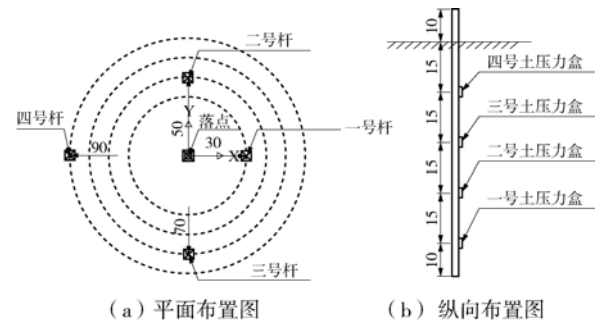 二号杆
四号杆
Y
50
落点
一号杆
90
30
X
70
三号杆
(a)平面布置图
10
15
四号土压力盒
15
三号土压力盒
15
二号土压力盒
15
一号土压力盒
10
(b) 纵向布置图